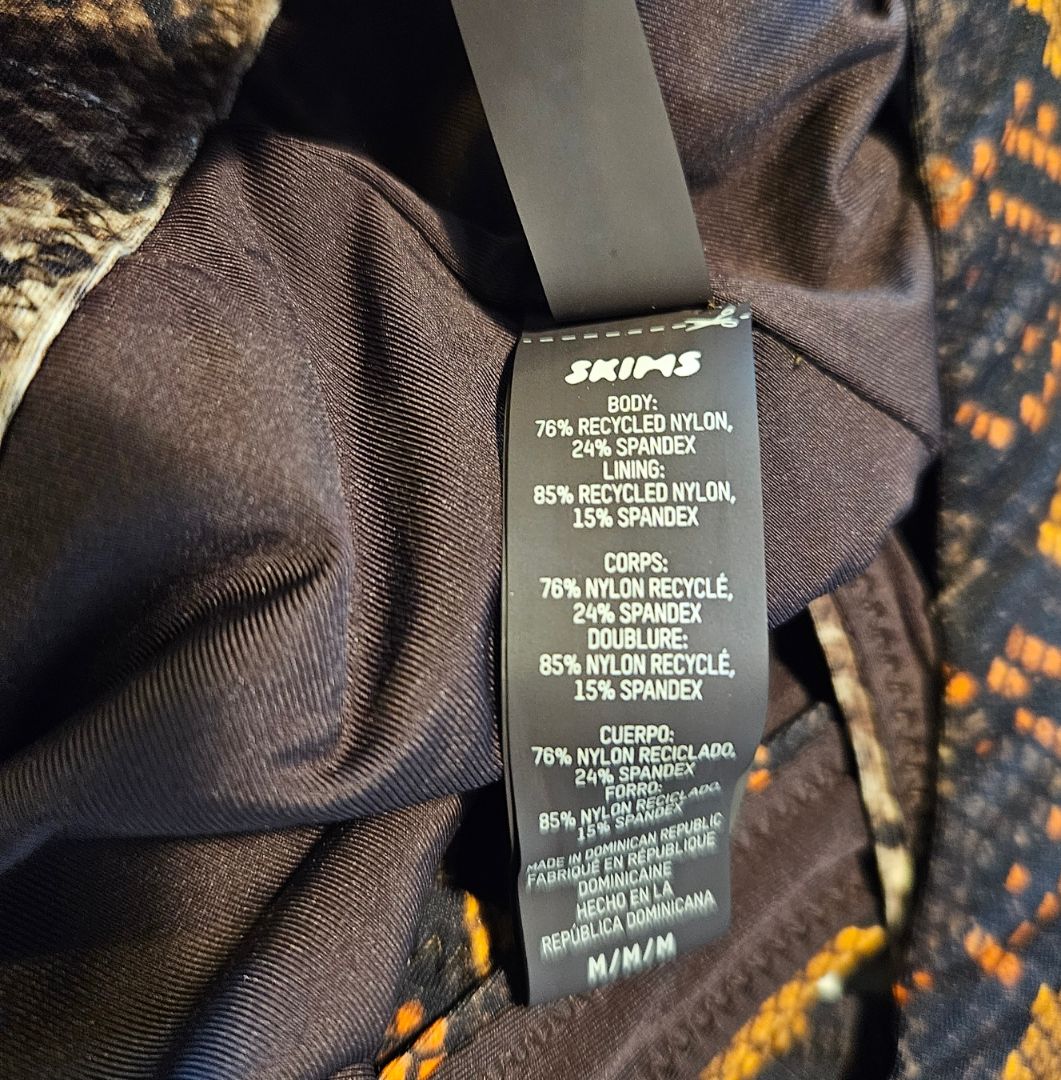 SKIMS
BODY:
76% RECYCLED NYLON,
24% SPANDEX
LINING:
85% RECYCLED NYLON,
15% SPANDEX
CORPS:
76% NYLON RECYCLÉ,
24% SPANDEX
DOUBLURE:
85% NYLON RECYCLÉ,
15% SPANDEX
CUERPO:
76% NYLON RECICLADO,
24% SPANDEX
FORRO:
85% NYLON RECICLADO,
15% SPANDEX
MADE IN DOMINICAN REPUBLIC
FABRIQUÉ EN RÉPUBLIQUE
DOMINICAINE
HECHO EN LA
REPÚBLICA DOMINICANA
M/M/M